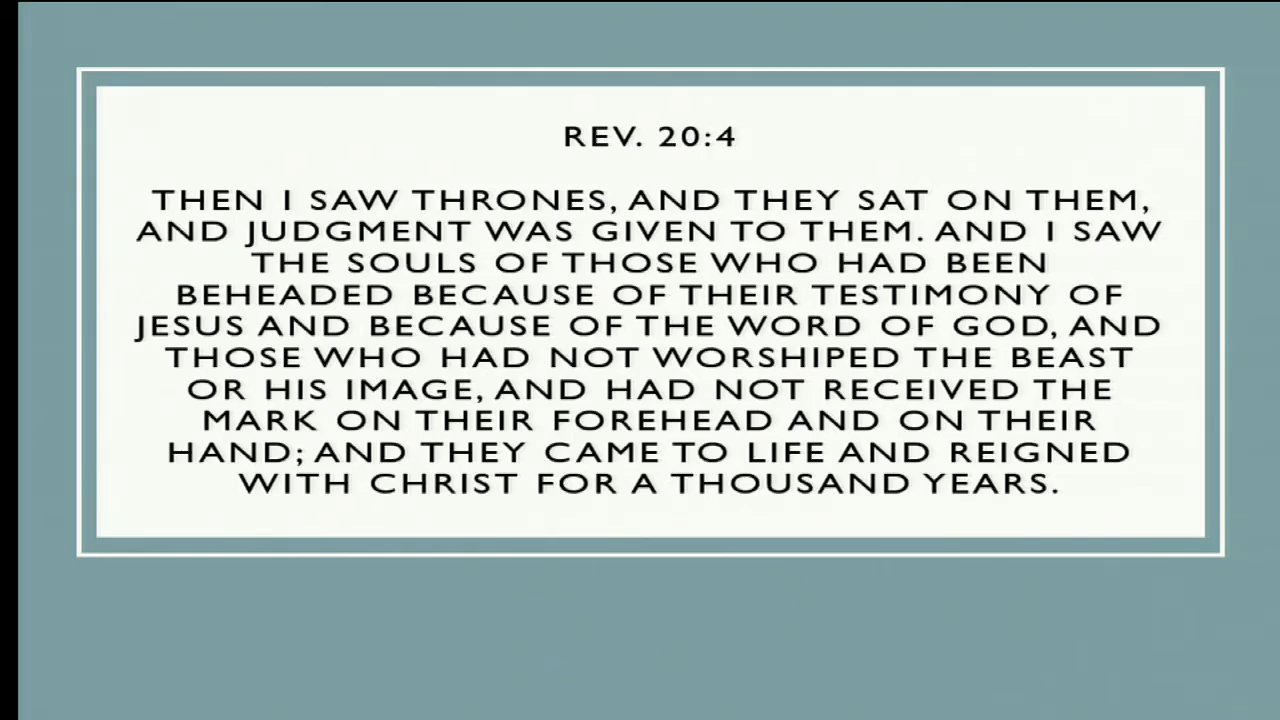 REV. 20:4
THEN I SAW THRONES, AND THEY SAT ON THEM,
AND JUDGMENT WAS GIVEN TO THEM. AND I SAW
THE SOULS OF THOSE WHO HAD BEEN
BEHEADED BECAUSE OF THEIR TESTIMONY OF
JESUS AND BECAUSE OF THE WORD OF GOD, AND
THOSE WHO HAD NOT WORSHIPED THE BEAST
OR HIS IMAGE, AND HAD NOT RECEIVED THE
MARK ON THEIR FOREHEAD AND ON THEIR
HAND; AND THEY CAME TO LIFE AND REIGNED
WITH CHRIST FOR A THOUSAND YEARS.